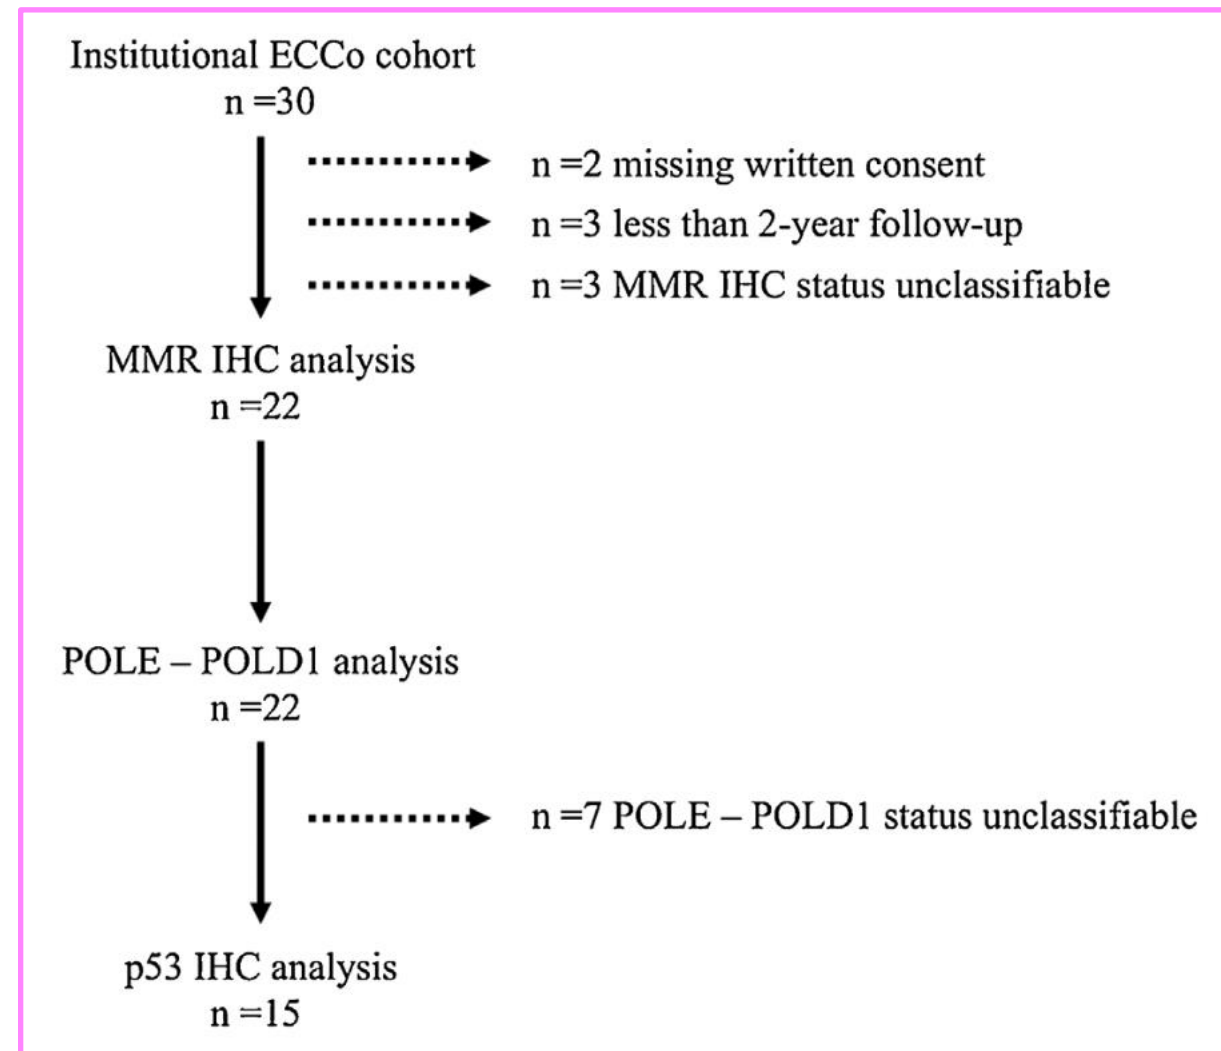 Institutional ECCo cohort
n =30
n =2 missing written consent
n =3 less than 2-year follow-up
n =3 MMR IHC status unclassifiable
MMR IHC analysis
n =22
POLE – POLD1 analysis
n =22
n =7 POLE – POLD1 status unclassifiable
p53 IHC analysis
n =15